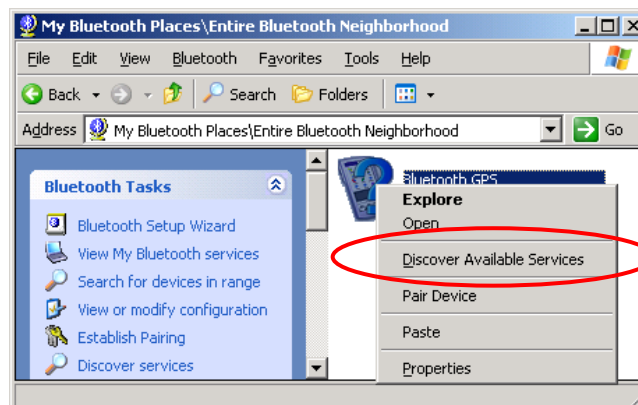 My Bluetooth Places\Entire Bluetooth Neighborhood
File Edit View Bluetooth Favorites Tools Help
Back Search Folders
Address My Bluetooth Places\Entire Bluetooth Neighborhood Go
Bluetooth Tasks
Bluetooth Setup Wizard
View My Bluetooth services
Search for devices in range
View or modify configuration
Establish Pairing
Discover services
Bluetooth GPS
Explore
Open
Discover Available Services
Pair Device
Paste
Properties